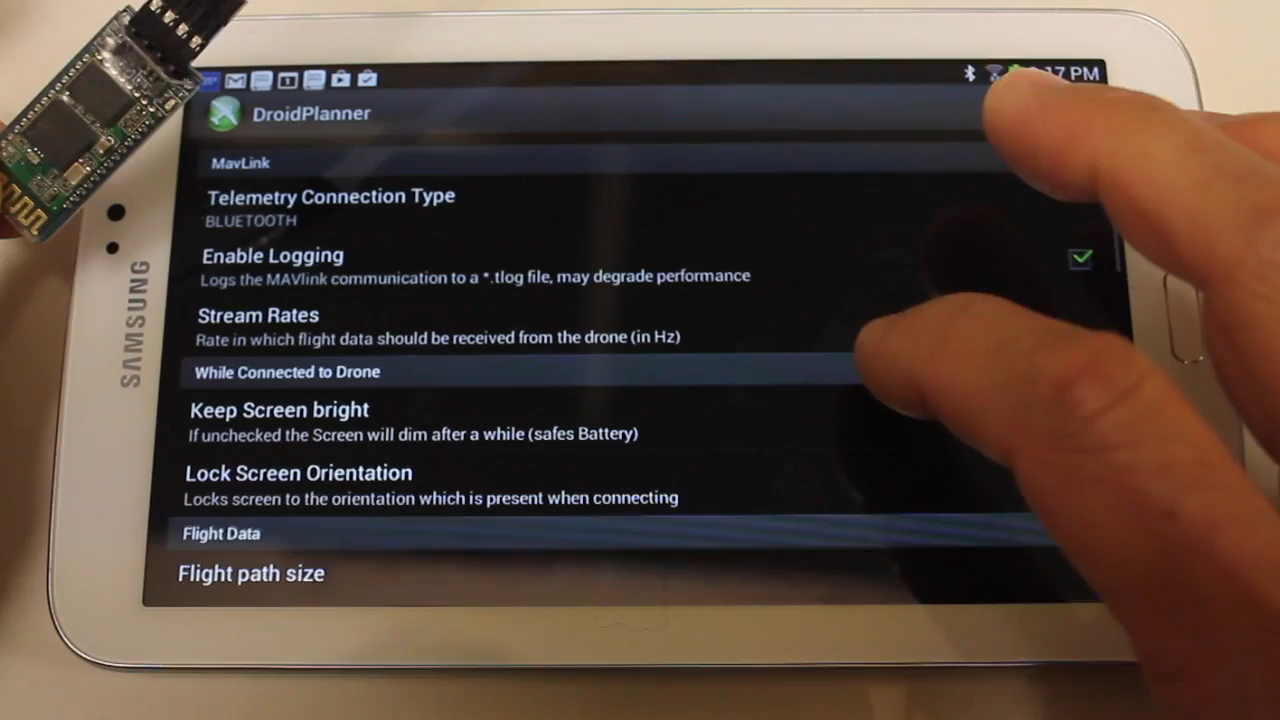 PM
DroidPlanner
MavLink
Telemetry Connection Type
BLUETOOTH
Enable Logging
Logs the MAVlink communication to a *.tlog file, may degrade performance
Stream Rates
Rate in which flight data should be received from the drone (in Hz)
While Connected to Drone
Keep Screen bright
If unchecked the Screen will dim after a while (safes Battery)
Lock Screen Orientation
Locks screen to the orientation which is present when connecting
Flight Data
Flight path size
SAMSUNG